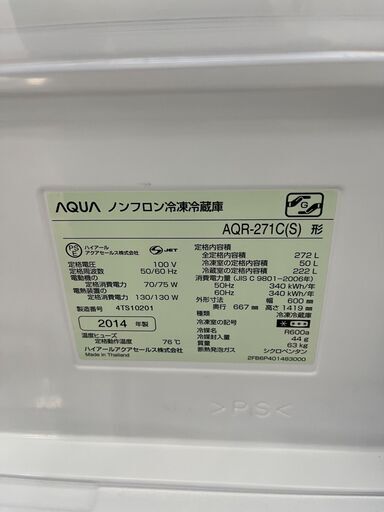 AQUA ノンフロン冷凍冷蔵庫
AQR-271C(S) 形
PS
E
ハイアール
アクアセールス株式会社
JET
定格電圧 100 V
定格周波数 50/60 Hz
電動機の
定格消費電力 70/75 W
電熱装置の
定格消費電力 130/130 W
製造番号 4TS10201
2014 年製
温度ヒューズ
定格動作温度 76℃
ハイアールアクアセールス株式会社
Made in Thailand
定格内容積
全定格内容積 272 L
冷凍室の定格内容積 50 L
冷蔵室の定格内容積 222 L
消費電力量 (JIS C 9801-2006年)
50Hz 340 kWh/年
60Hz 340 kWh/年
外形寸法 幅 600 mm
奥行 667 mm 高さ 1419 mm
種類 冷凍冷蔵庫
冷凍室の記号
冷媒名 R600a
冷媒封入量 44 g
質量 63 kg
断熱発泡ガス シクロペンタン
2FB6P401483000
G
>PS<